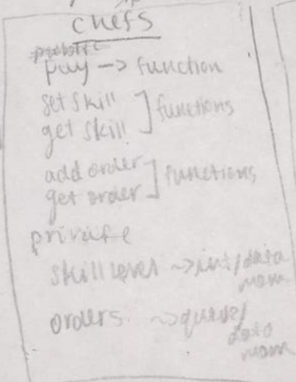 chefs
public
pay -> function
set skill ] functions
get skill
add order ] functions
get order
private
skill level ~> int/data mem
orders ~> queue/ data mem